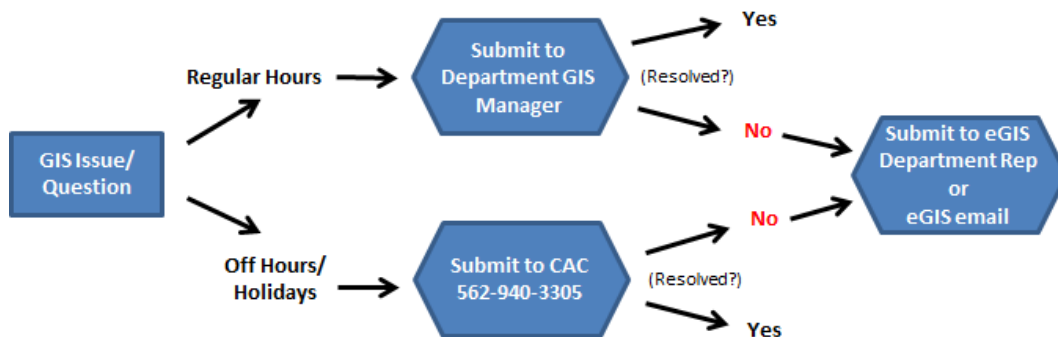 GIS Issue/
Question
Regular Hours
Submit to
Department GIS
Manager
(Resolved?)
Yes
No
Off Hours/
Holidays
Submit to CAC
562-940-3305
(Resolved?)
No
Yes
Submit to eGIS
Department Rep
or
eGIS email